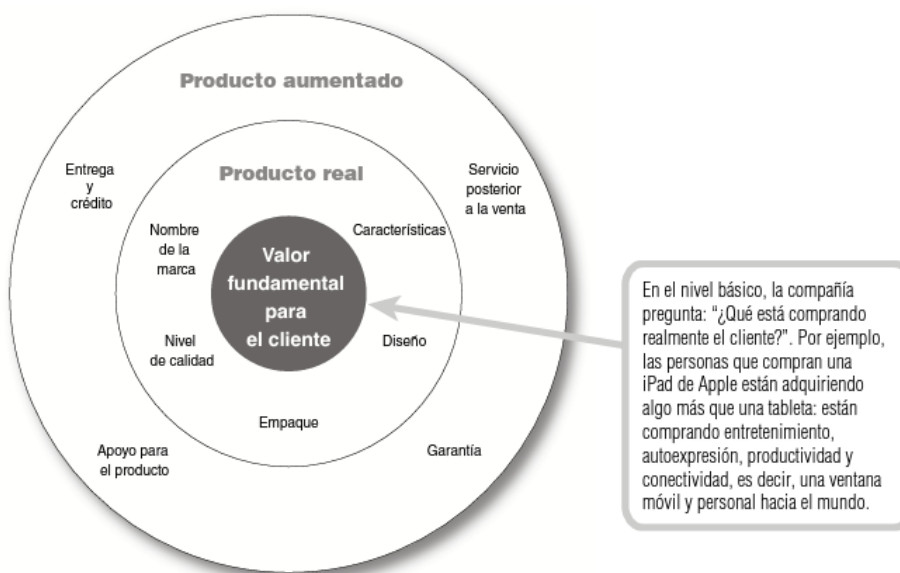 Producto aumentado
Producto real
Entrega
y
crédito
Servicio
posterior
a la venta
Nombre
de la
marca
Características
Valor
fundamental
para
el cliente
Nivel
de calidad
Diseño
Empaque
Apoyo para
el producto
Garantía
En el nivel básico, la compañía
pregunta: “¿Qué está comprando
realmente el cliente?”. Por ejemplo,
las personas que compran una
iPad de Apple están adquiriendo
algo más que una tableta: están
comprando entretenimiento,
autoexpresión, productividad y
conectividad, es decir, una ventana
móvil y personal hacia el mundo.